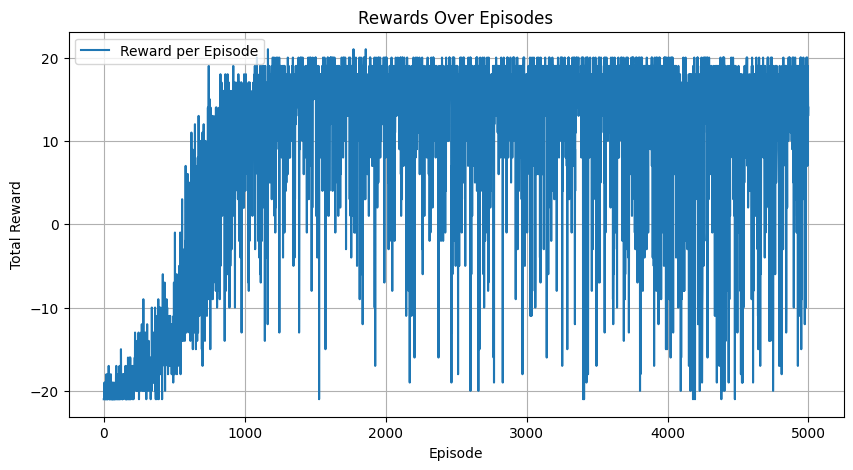 Rewards Over Episodes
Reward per Episode
20
10
0
−10
−20
Total Reward
0 1000 2000 3000 4000 5000
Episode